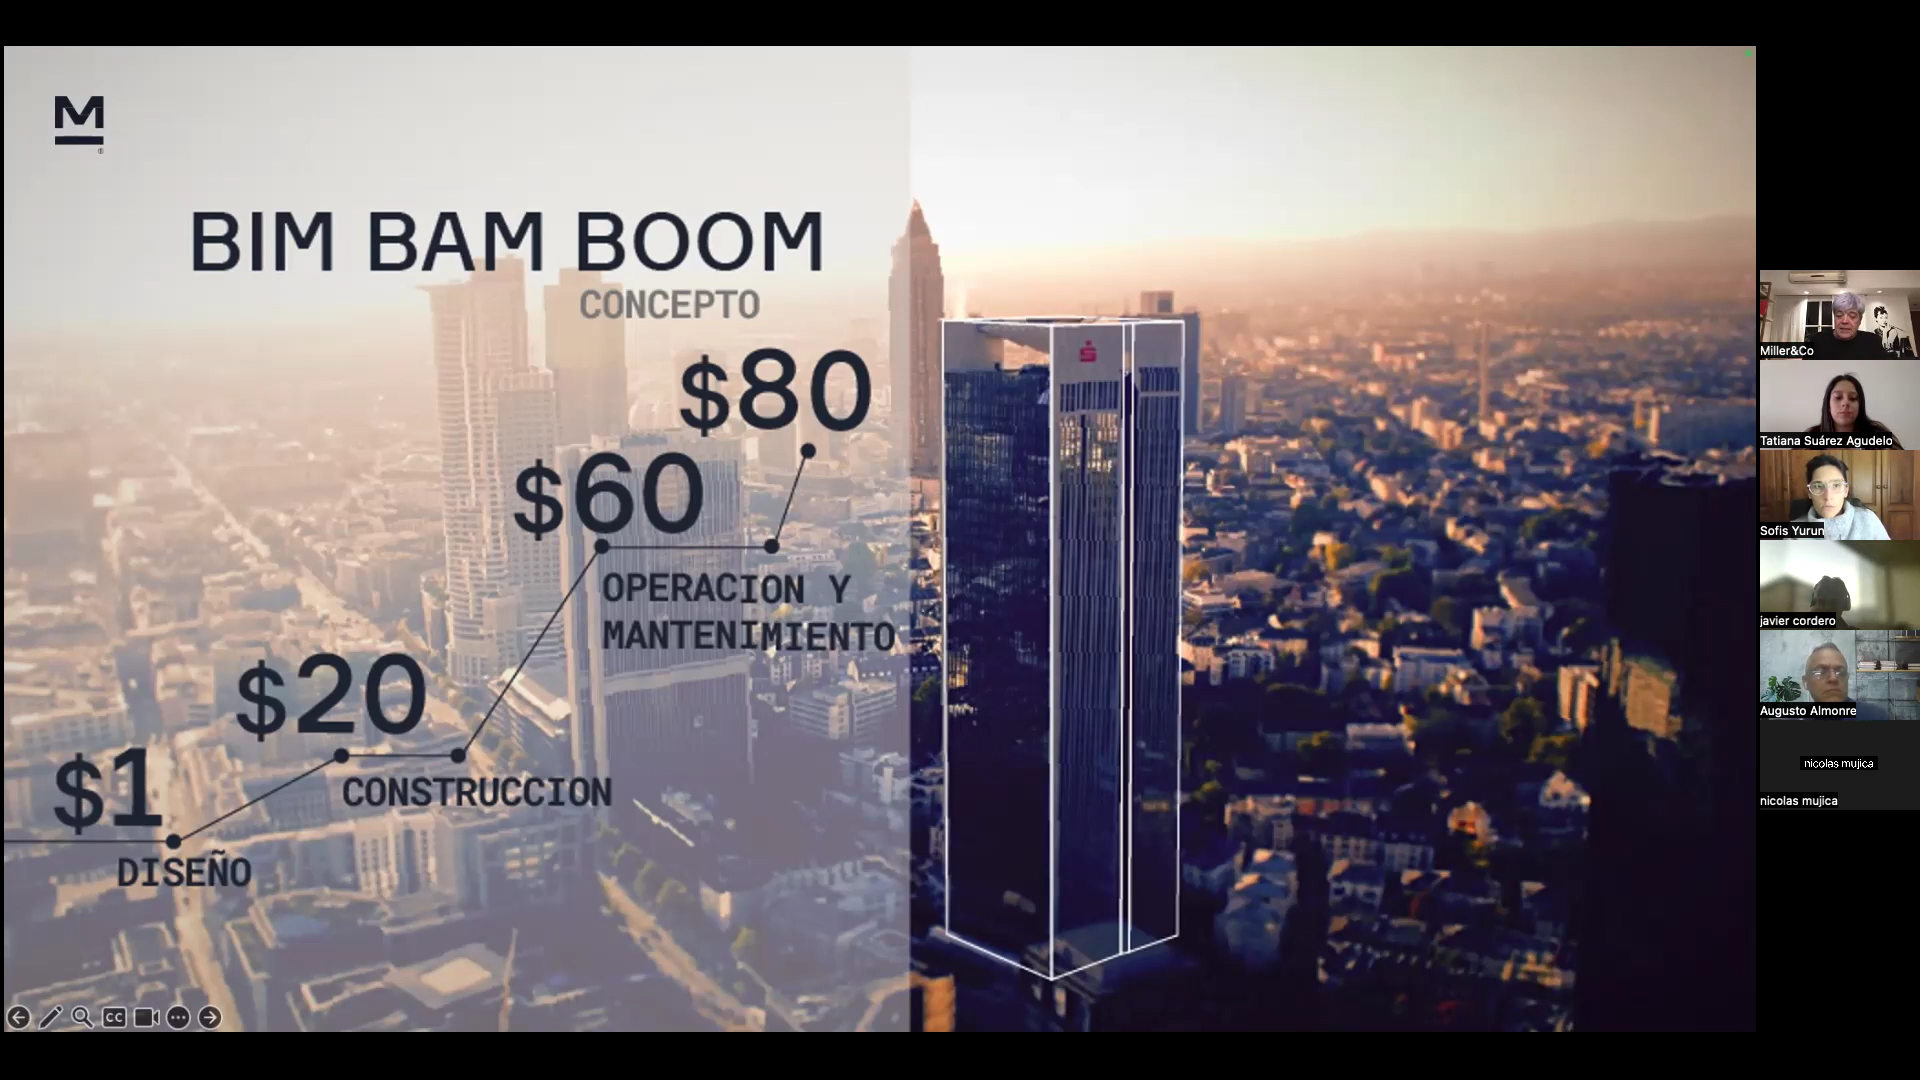 M
®
BIM BAM BOOM
CONCEPTO
$80
$60
OPERACION Y
MANTENIMIENTO
$20
CONSTRUCCION
$1
DISEÑO
CC
Miller&Co
Tatiana Suárez Agudelo
Sofis Yurun
javier cordero
Augusto Almonre
nicolas mujica
nicolas mujica